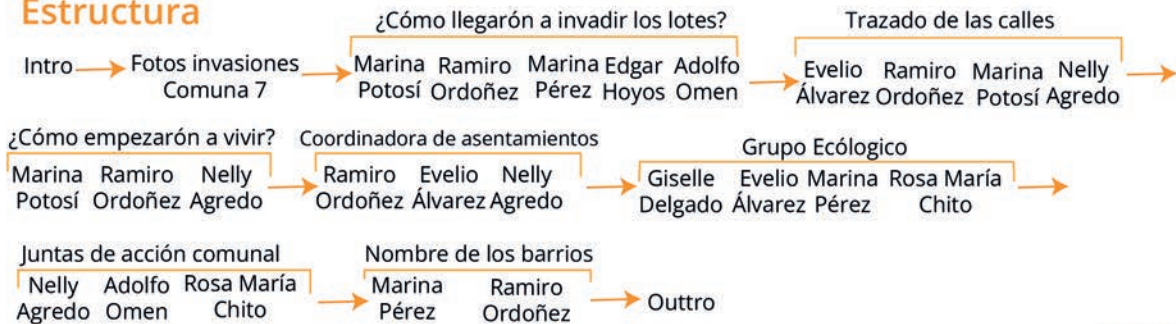 Estructura
¿Cómo llegarón a invadir los lotes?
Trazado de las calles
Intro
Fotos invasiones
Comuna 7
Marina
Potosí
Ramiro
Ordoñez
Marina
Pérez
Edgar
Hoyos
Adolfo
Omen
Evelio
Álvarez
Ramiro
Ordoñez
Marina
Potosí
Nelly
Agredo
¿Cómo empezarón a vivir?
Coordinadora de asentamientos
Grupo Ecólogico
Marina
Potosí
Ramiro
Ordoñez
Nelly
Agredo
Ramiro
Ordoñez
Evelio
Álvarez
Nelly
Agredo
Giselle
Delgado
Evelio
Álvarez
Marina
Pérez
Rosa María
Chito
Juntas de acción comunal
Nombre de los barrios
Nelly
Agredo
Adolfo
Omen
Rosa María
Chito
Marina
Pérez
Ramiro
Ordoñez
Outtro